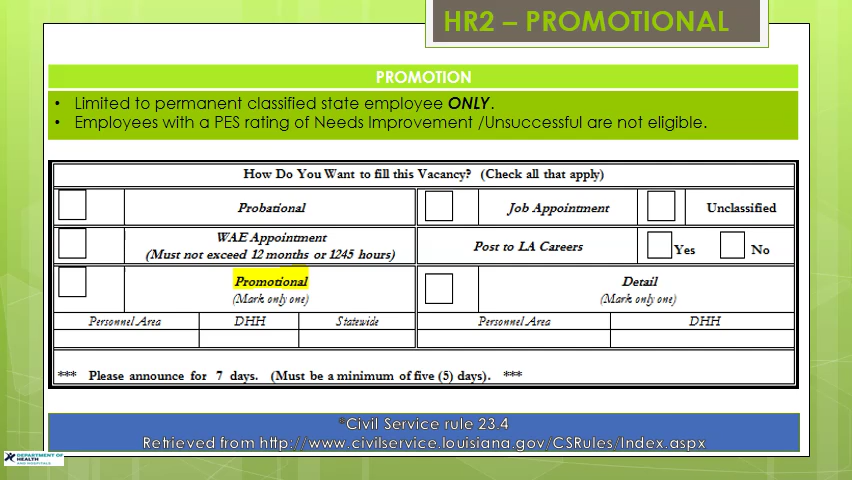 HR2 – PROMOTIONAL
PROMOTION
• Limited to permanent classified state employee ONLY.
• Employees with a PES rating of Needs Improvement /Unsuccessful are not eligible.
How Do You Want to fill this Vacancy? (Check all that apply)
Probational Job Appointment Unclassified
WAE Appointment
(Must not exceed 12 months or 1245 hours) Post to LA Careers Yes No
Promotional Detail
(Mark only one) (Mark only one)
Personnel Area DHH Statewide Personnel Area DHH
*** Please announce for 7 days. (Must be a minimum of five (5) days). ***
*Civil Service rule 23.4
Retrieved from http://www.civilservice.louisiana.gov/CSRules/Index.aspx
DEPARTMENT OF
HEALTH
AND HOSPITALS